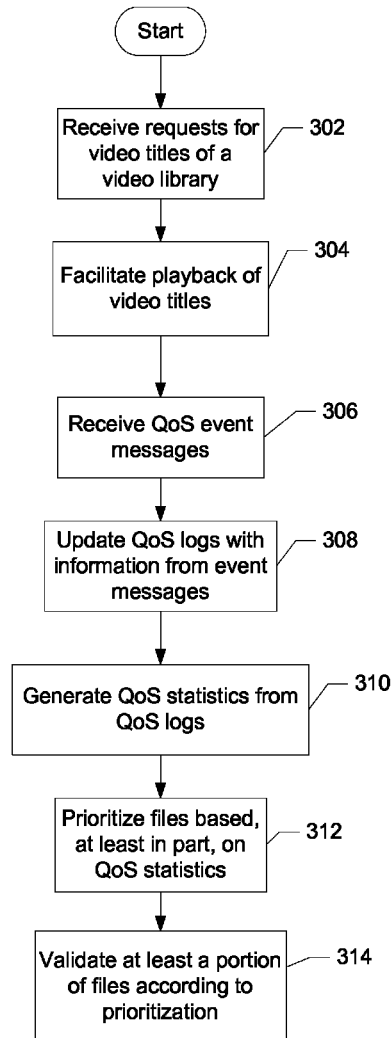 Start
Receive requests for
video titles of a
video library
302
Facilitate playback of
video titles
304
Receive QoS event
messages
306
Update QoS logs with
information from event
messages
308
Generate QoS statistics from
QoS logs
310
Prioritize files based,
at least in part, on
QoS statistics
312
Validate at least a portion
of files according to
prioritization
314